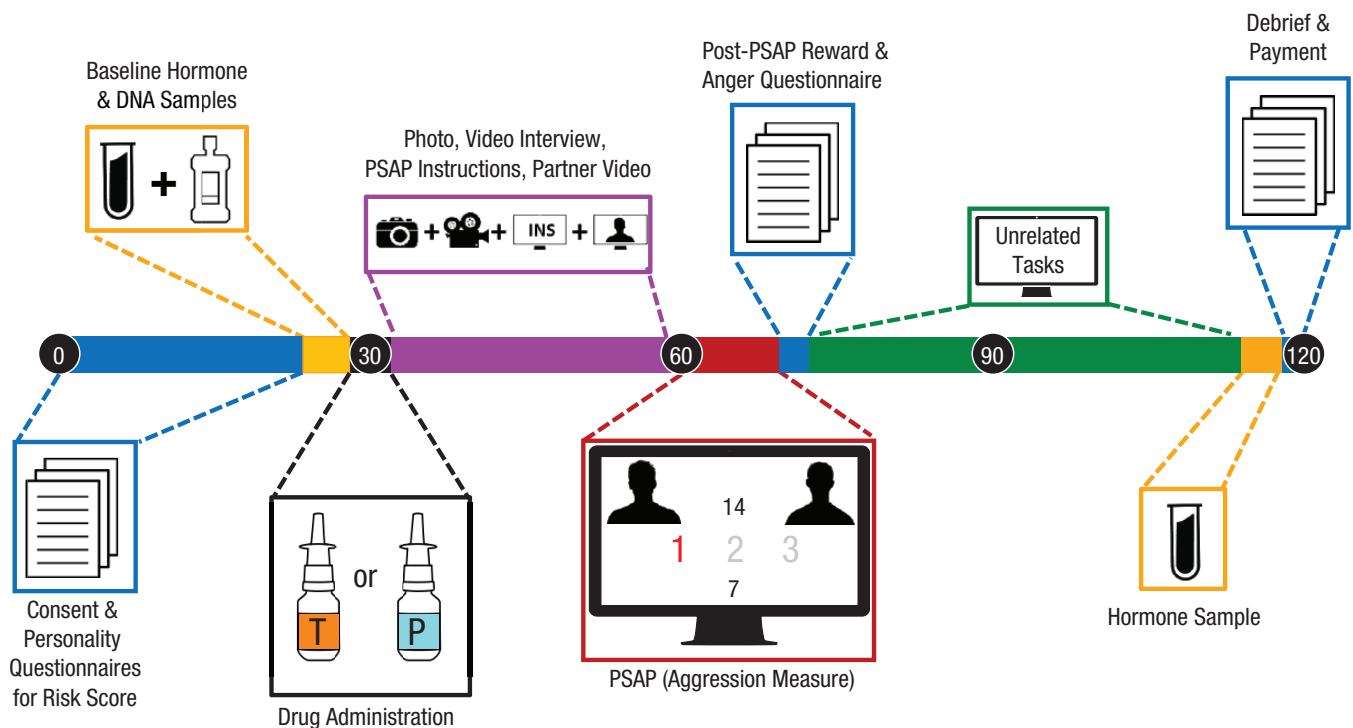 Baseline Hormone
& DNA Samples
Photo, Video Interview,
PSAP Instructions, Partner Video
INS
Post-PSAP Reward &
Anger Questionnaire
Unrelated
Tasks
Debrief &
Payment
0
30
60
90
120
Consent &
Personality
Questionnaires
for Risk Score
T
or
P
Drug Administration
14
1 2 3
7
PSAP (Aggression Measure)
Hormone Sample